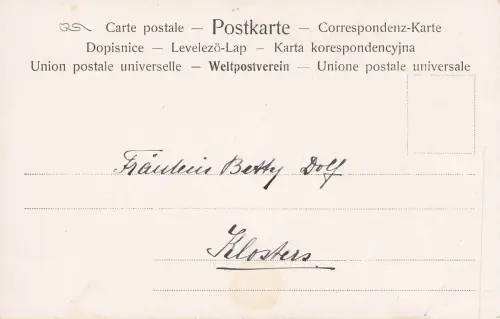 Carte postale — Postkarte — Correspondenz-Karte
Dopisnice — Levelező-Lap — Karta korespondencyjna
Union postale universelle — Weltpostverein — Unione postale universale
Fräulein Betty Dolf
Klosters.